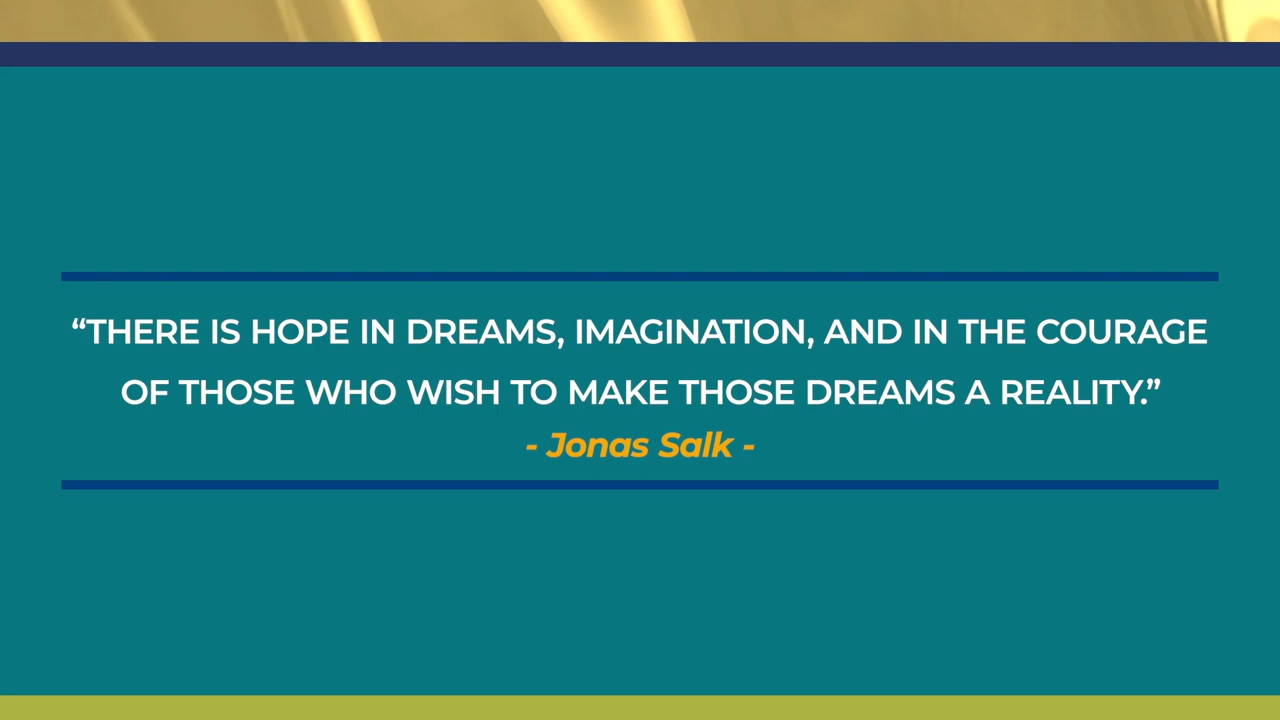 “THERE IS HOPE IN DREAMS, IMAGINATION, AND IN THE COURAGE
OF THOSE WHO WISH TO MAKE THOSE DREAMS A REALITY.”
- Jonas Salk -